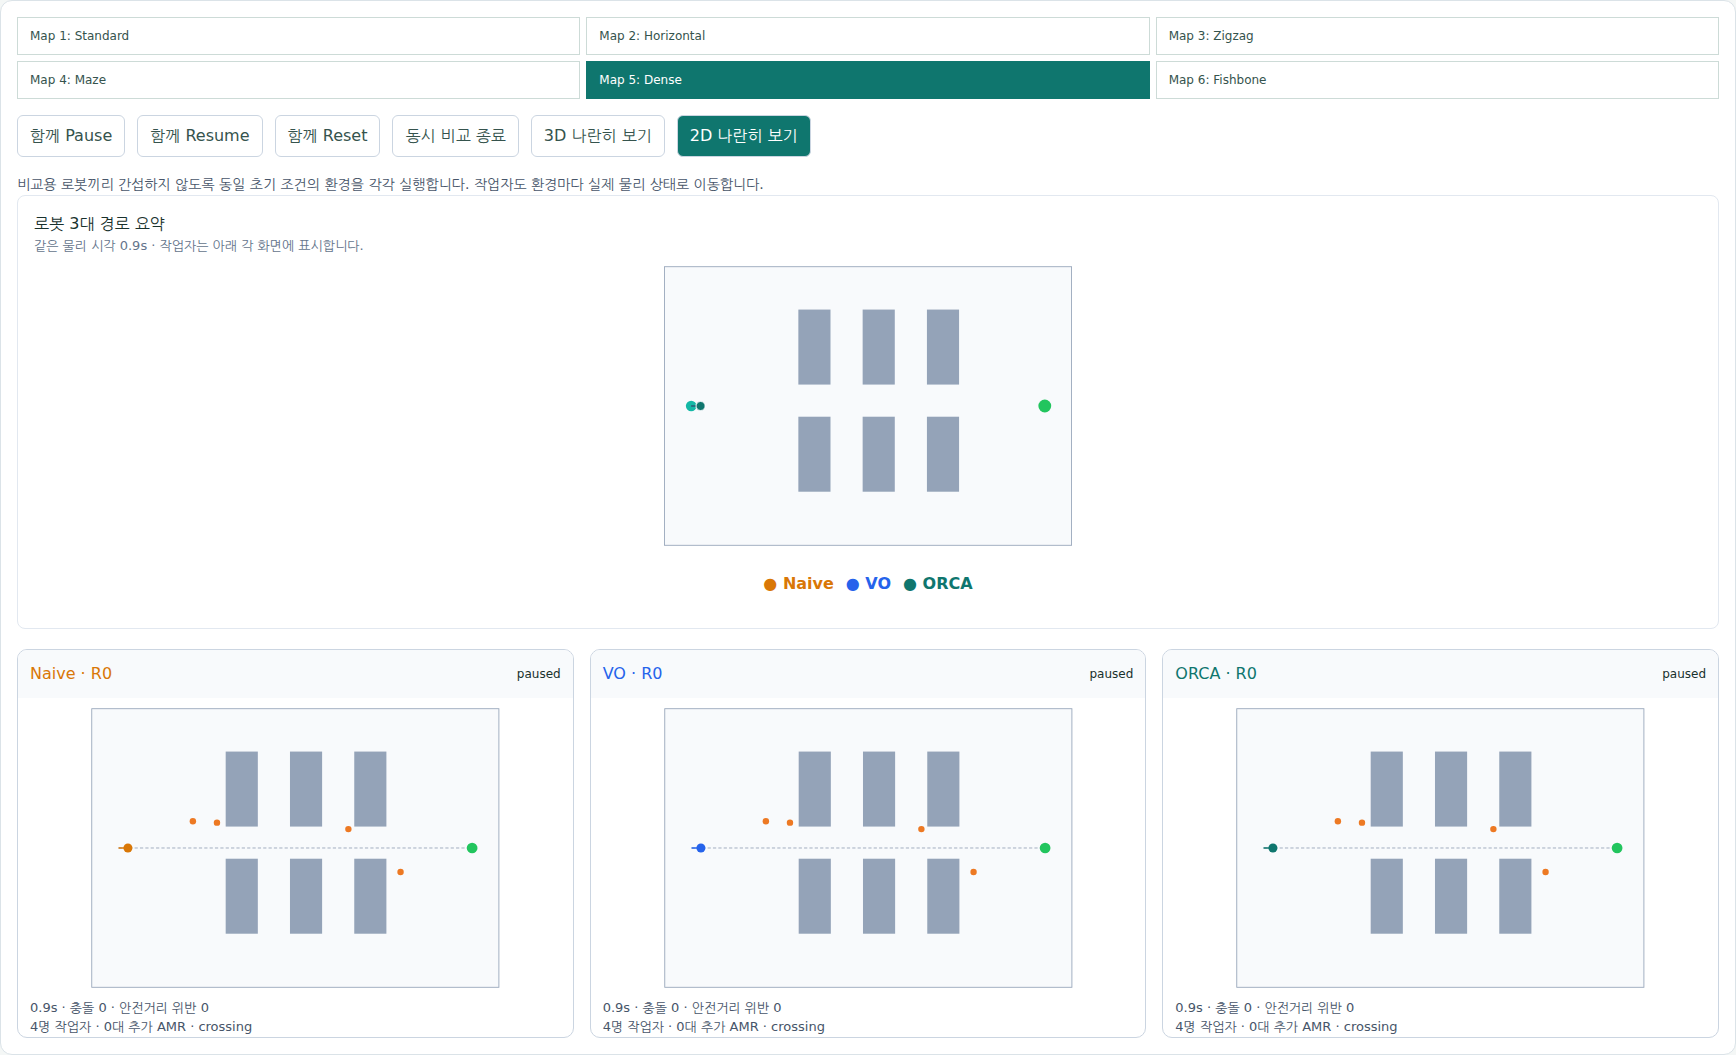 Map 1: Standard
Map 2: Horizontal
Map 3: Zigzag
Map 4: Maze
Map 5: Dense
Map 6: Fishbone
함께 Pause
함께 Resume
함께 Reset
동시 비교 종료
3D 나란히 보기
2D 나란히 보기
비교용 로봇끼리 간섭하지 않도록 동일 초기 조건의 환경을 각각 실행합니다. 작업자도 환경마다 실제 물리 상태로 이동합니다.
로봇 3대 경로 요약
같은 물리 시각 0.9s · 작업자는 아래 각 화면에 표시합니다.
Naive
VO
ORCA
Naive · R0
paused
VO · R0
paused
ORCA · R0
paused
0.9s · 충돌 0 · 안전거리 위반 0
4명 작업자 · 0대 추가 AMR · crossing
0.9s · 충돌 0 · 안전거리 위반 0
4명 작업자 · 0대 추가 AMR · crossing
0.9s · 충돌 0 · 안전거리 위반 0
4명 작업자 · 0대 추가 AMR · crossing